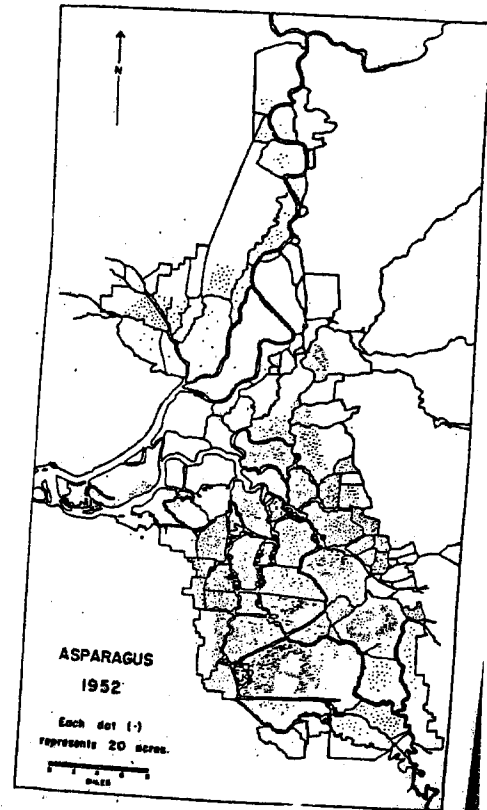 N
ASPARAGUS
1952
Each dot (·)
represents 20 acres.
MILES